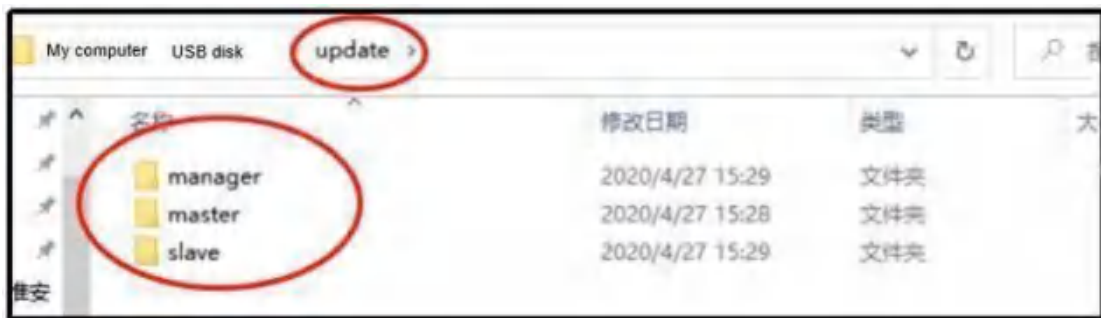 My computer USB disk update >
名称 修改日期 类型 大
manager 2020/4/27 15:29 文件夹
master 2020/4/27 15:28 文件夹
slave 2020/4/27 15:29 文件夹
淮安